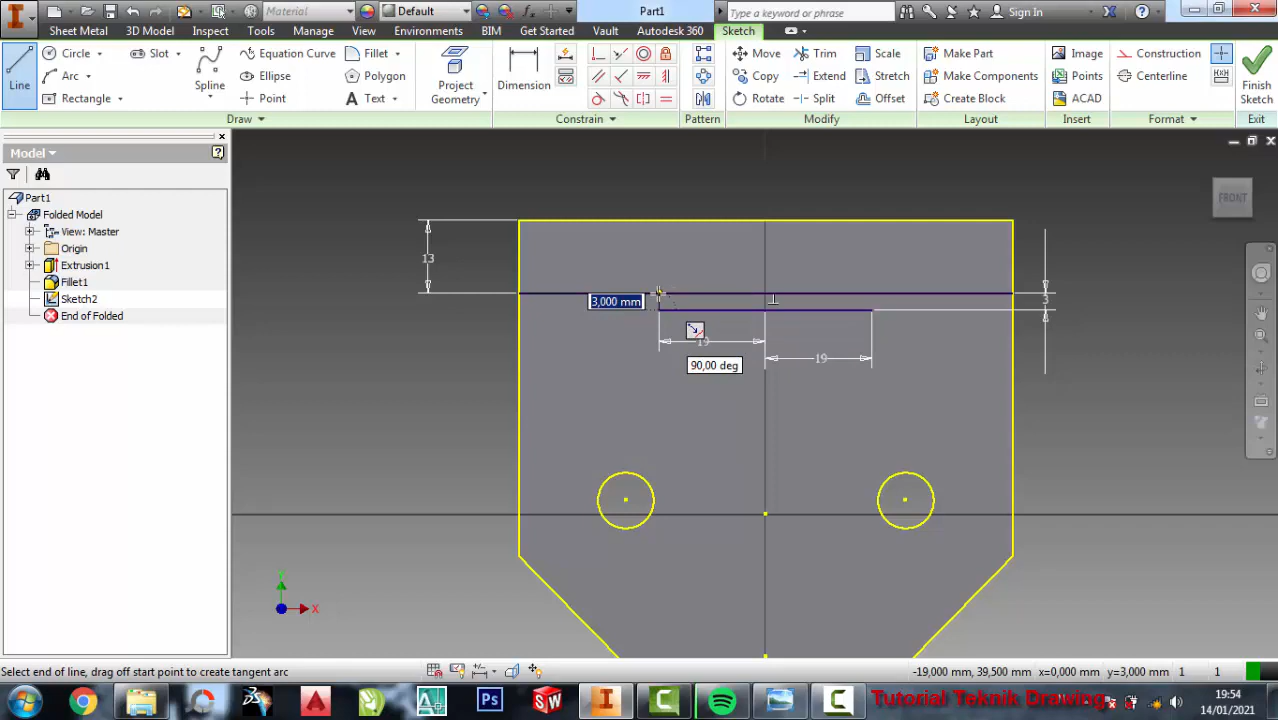 Material
Default
Part1
Type a keyword or phrase
Sign In
Sheet Metal
3D Model
Inspect
Tools
Manage
View
Environments
BIM
Get Started
Vault
Autodesk 360
Sketch
Line
Circle
Arc
Rectangle
Slot
Spline
Equation Curve
Ellipse
Point
Fillet
Polygon
Text
Project
Geometry
Dimension
Move
Copy
Rotate
Trim
Extend
Split
Scale
Stretch
Offset
Make Part
Make Components
Create Block
Image
Points
ACAD
Construction
Centerline
Finish
Sketch
Draw
Constrain
Pattern
Modify
Layout
Insert
Format
Exit
Model
Part1
Folded Model
View: Master
Origin
Extrusion1
Fillet1
Sketch2
End of Folded
FRONT
13
3,000 mm
3
19
19
90,00 deg
X
Select end of line, drag off start point to create tangent arc
-19,000 mm, 39,500 mm
x=0,000 mm
y=3,000 mm
1
1
Ps
SW
Tutorial Teknik Drawing
19:54
14/01/2021